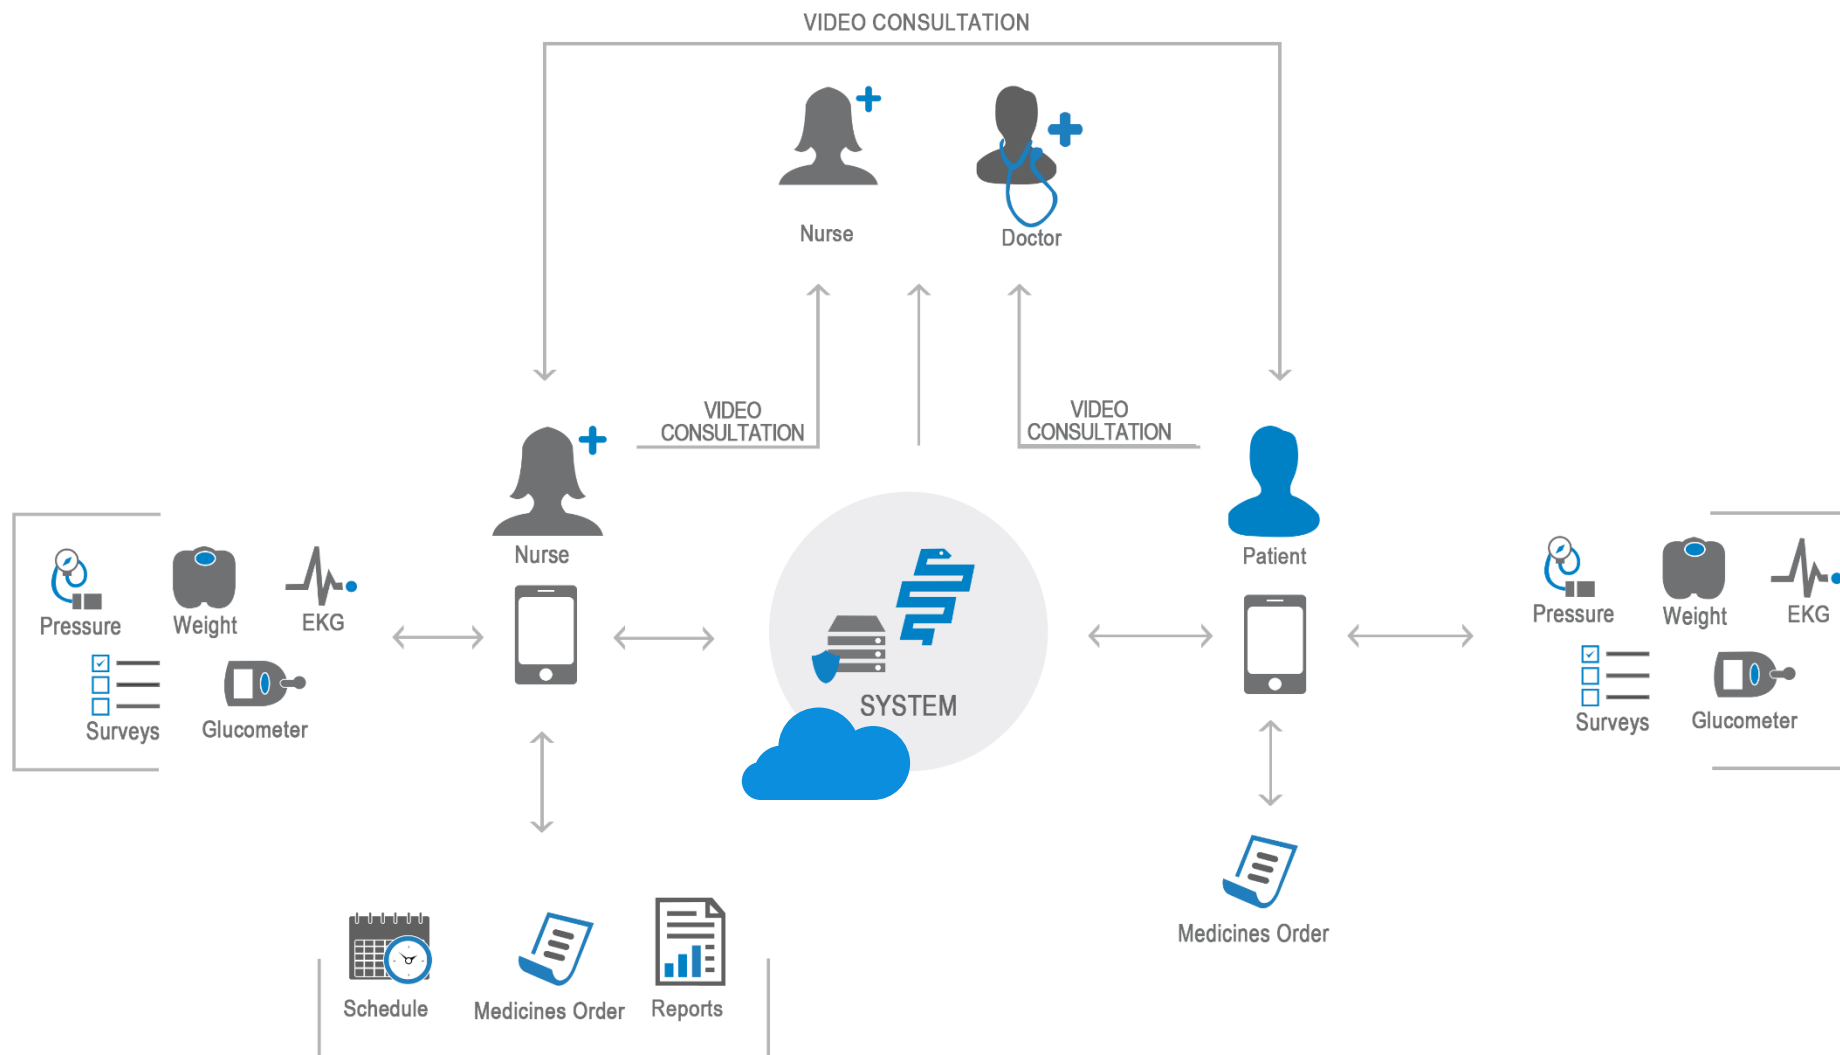 VIDEO CONSULTATION
Nurse
Doctor
VIDEO
CONSULTATION
VIDEO
CONSULTATION
Nurse
Patient
Pressure
Weight
EKG
Surveys
Glucometer
SYSTEM
Pressure
Weight
EKG
Surveys
Glucometer
Medicines Order
Schedule
Medicines Order
Reports